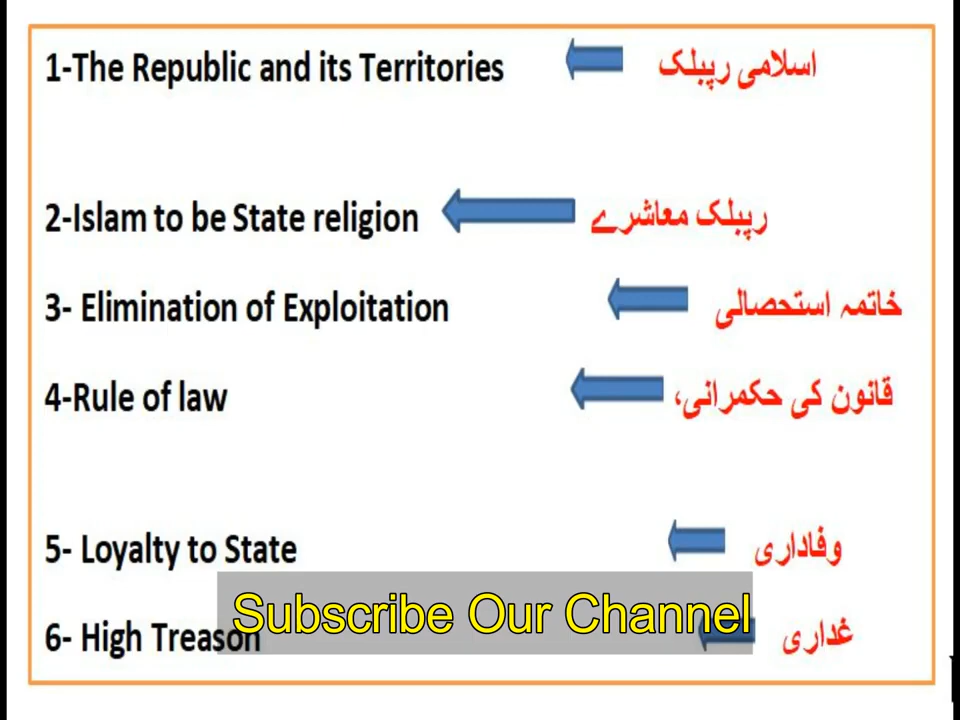 1-The Republic and its Territories اسلامی رپبلک
2-Islam to be State religion رپبلک معاشرے
3- Elimination of Exploitation خاتمہ استحصالی
4-Rule of law قانون کی حکمرانی،
5- Loyalty to State وفاداری
Subscribe Our Channel
6- High Treason غداری